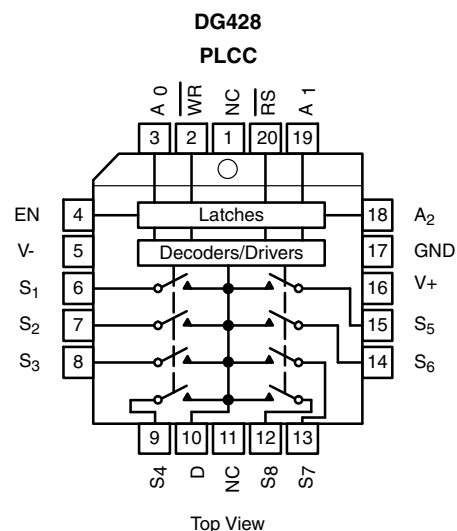 DG428
PLCC
A 0
WR
NC
RS
A 1
3 2 1 20 19
EN 4 Latches 18 A2
V- 5 Decoders/Drivers 17 GND
S1 6 16 V+
S2 7 15 S5
S3 8 14 S6
9 10 11 12 13
S4
D
NC
S8
S7
Top View